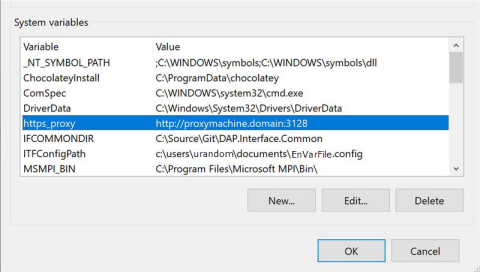 System variables
Variable Value
_NT_SYMBOL_PATH ;C:\WINDOWS\symbols;C:\WINDOWS\symbols\dll
ChocolateyInstall C:\ProgramData\chocolatey
ComSpec C:\WINDOWS\system32\cmd.exe
DriverData C:\Windows\System32\Drivers\DriverData
https_proxy http://proxymachine.domain:3128
IFCOMMONDIR C:\Source\Git\DAP.Interface.Common
ITFConfigPath c:\users\urandom\documents\EnVarFile.config
MSMPI_BIN C:\Program Files\Microsoft MPI\Bin\
New... Edit... Delete
OK Cancel